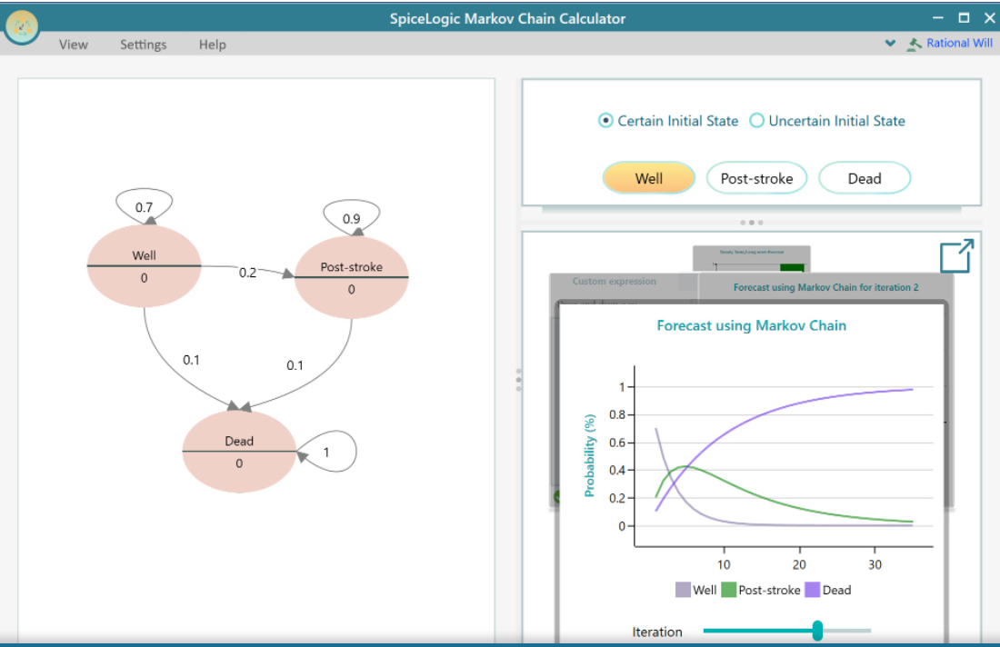 SpiceLogic Markov Chain Calculator
View Settings Help
Rational Will
Certain Initial State Uncertain Initial State
Well Post-stroke Dead
0.7
Well
0
0.2
0.9
Post-stroke
0
0.1
0.1
Dead
0
1
Custom expression
Forecast using Markov Chain for iteration 2
Forecast using Markov Chain
Probability (%)
1
0.8
0.6
0.4
0.2
0
10 20 30
Well Post-stroke Dead
Iteration